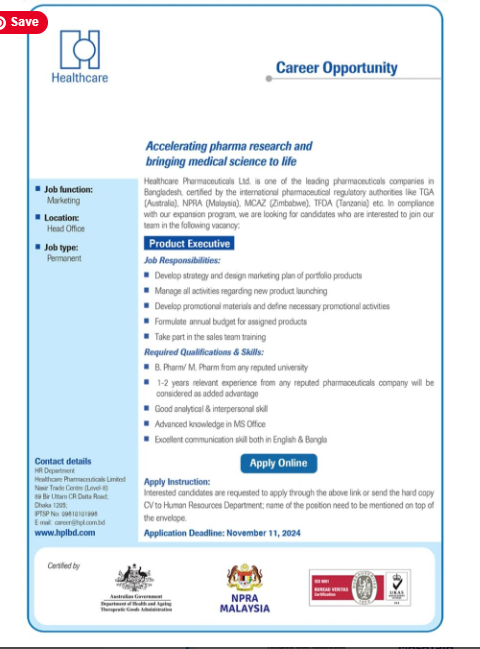 Save
Healthcare
Career Opportunity
Accelerating pharma research and
bringing medical science to life
Healthcare Pharmaceuticals Ltd. is one of the leading pharmaceuticals companies in
Bangladesh, certified by the international pharmaceutical regulatory authorities like TGA
(Australia), NPRA (Malaysia), MCAZ (Zimbabwe), TFDA (Tanzania) etc. In compliance
with our expansion program, we are looking for candidates who are interested to join our
team in the following vacancy:
Job function:
Marketing
Location:
Head Office
Job type:
Permanent
Product Executive
Job Responsibilities:
Develop strategy and design marketing plan of portfolio products
Manage all activities regarding new product launching
Develop promotional materials and define necessary promotional activities
Formulate annual budget for assigned products
Take part in the sales team training
Required Qualifications & Skills:
B. Pharm/ M. Pharm from any reputed university
1-2 years relevant experience from any reputed pharmaceuticals company will be
considered as added advantage
Good analytical & interpersonal skill
Advanced knowledge in MS Office
Excellent communication skill both in English & Bangla
Apply Online
Apply Instruction:
Interested candidates are requested to apply through the above link or send the hard copy
CV to Human Resources Department; name of the position need to be mentioned on top of
the envelope.
Application Deadline: November 11, 2024
Contact details
HR Department
Healthcare Pharmaceuticals Limited
Nasir Trade Centre (Level-8)
89 Bir Uttam CR Datta Road,
Dhaka 1205;
IPTSP No: 09610101998
E-mail: career@hpl.com.bd
www.hplbd.com
Certified by
Australian Government
Department of Health and Ageing
Therapeutic Goods Administration
NPRA
MALAYSIA
ISO 9001
BUREAU VERITAS
Certification
UKAS